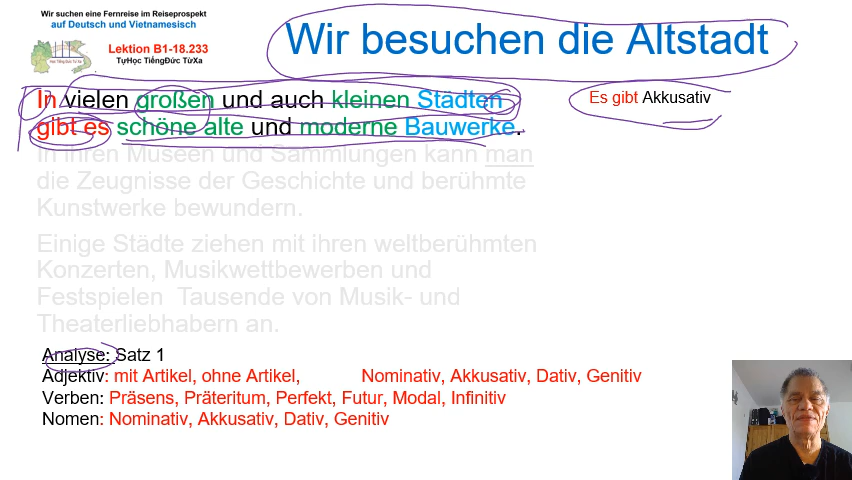 Wir suchen eine Fernreise im Reiseprospekt
auf Deutsch und Vietnamesisch
Lektion B1-18.233
TựHọc TiếngĐức TừXa
Wir besuchen die Altstadt
In vielen großen und auch kleinen Städten
gibt es schöne alte und moderne Bauwerke.
Es gibt Akkusativ
In ihren Museen und Sammlungen kann man
die Zeugnisse der Geschichte und berühmte
Kunstwerke bewundern.
Einige Städte ziehen mit ihren weltberühmten
Konzerten, Musikwettbewerben und
Festspielen Tausende von Musik- und
Theaterliebhabern an.
Analyse: Satz 1
Adjektiv: mit Artikel, ohne Artikel, Nominativ, Akkusativ, Dativ, Genitiv
Verben: Präsens, Präteritum, Perfekt, Futur, Modal, Infinitiv
Nomen: Nominativ, Akkusativ, Dativ, Genitiv